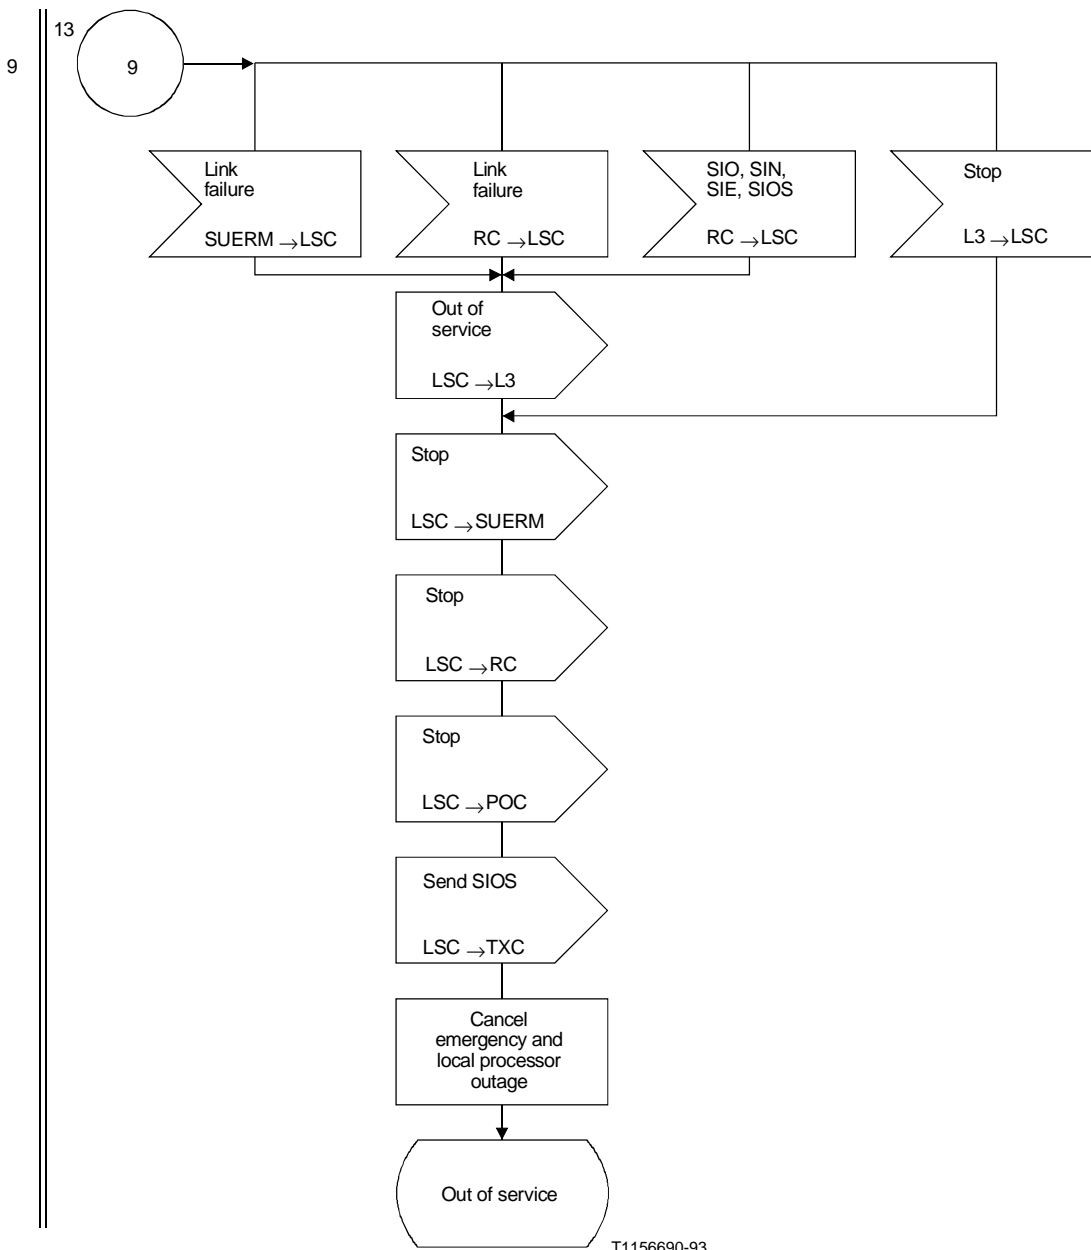 13
9
9
Link
failure
SUERM →LSC
Link
failure
RC →LSC
SIO, SIN,
SIE, SIOS
RC →LSC
Stop
L3 →LSC
Out of
service
LSC →L3
Stop
LSC →SUERM
Stop
LSC →RC
Stop
LSC →POC
Send SIOS
LSC →TXC
Cancel
emergency and
local processor
outage
Out of service
T1156690-93